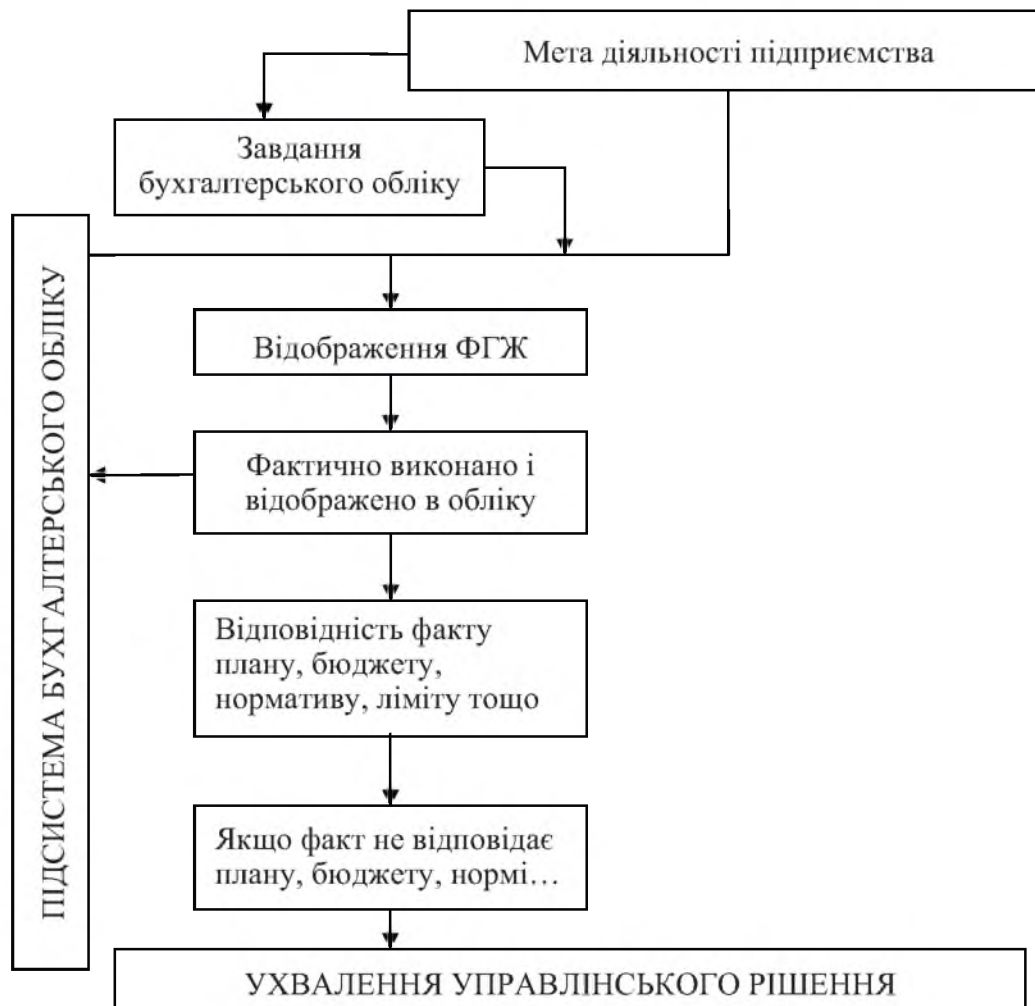 Мета діяльності підприємства
Завдання
бухгалтерського обліку
ПІДСИСТЕМА БУХГАЛТЕРСЬКОГО ОБЛІКУ
Відображення ФГЖ
Фактично виконано і
відображено в обліку
Відповідність факту
плану, бюджету,
нормативу, ліміту тощо
Якщо факт не відповідає
плану, бюджету, нормі…
УХВАЛЕННЯ УПРАВЛІНСЬКОГО РІШЕННЯ